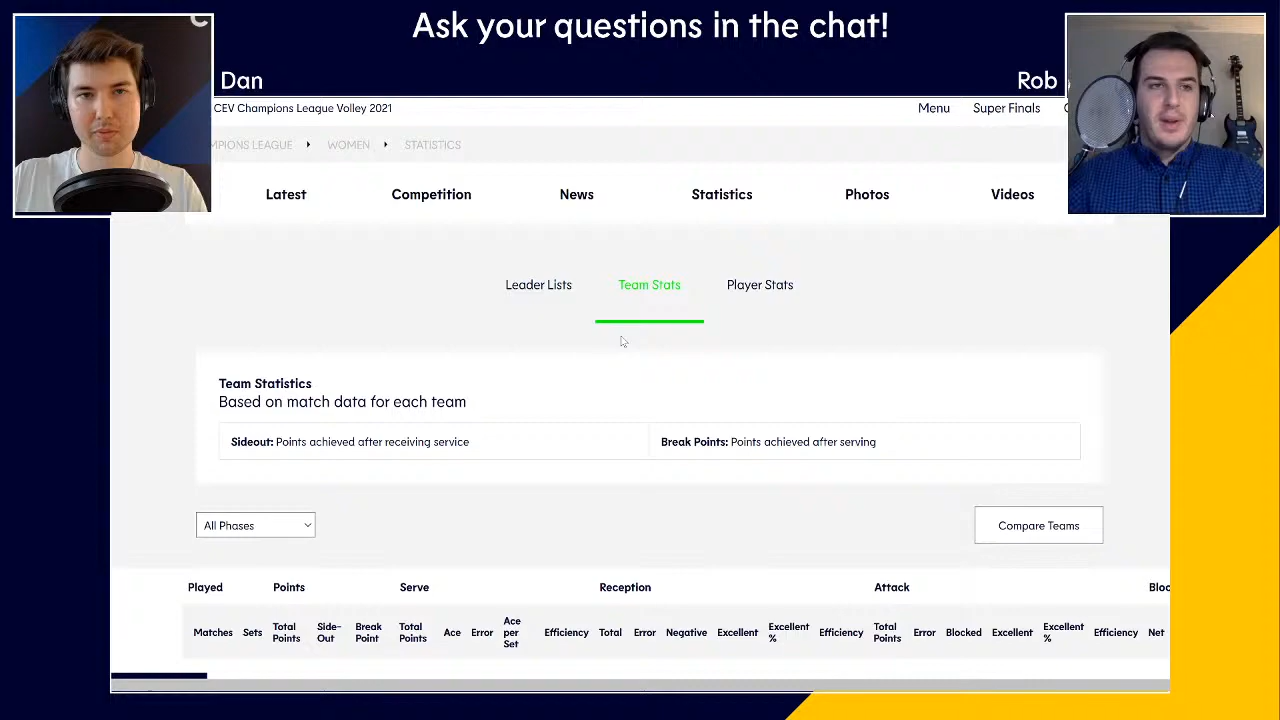 Ask your questions in the chat!
Dan
Rob
CEV Champions League Volley 2021
Menu
Super Finals
LEAGUE
WOMEN
STATISTICS
Latest
Competition
News
Statistics
Photos
Videos
Leader Lists
Team Stats
Player Stats
Team Statistics
Based on match data for each team
Sideout: Points achieved after receiving service
Break Points: Points achieved after serving
All Phases
Compare Teams
Played
Points
Serve
Reception
Attack
Matches
Sets
Total
Points
Side-
Out
Break
Point
Total
Points
Ace
Error
Ace
per
Set
Efficiency
Total
Error
Negative
Excellent
Excellent
%
Efficiency
Total
Points
Error
Blocked
Excellent
Excellent
%
Efficiency
Net